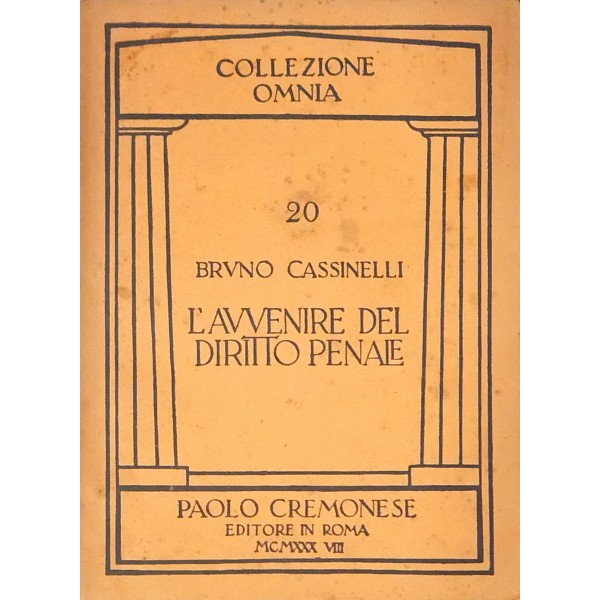 COLLEZIONE
OMNIA
20
BRVNO CASSINELLI
L'AVVENIRE DEL
DIRITTO PENALE
PAOLO CREMONESE
EDITORE IN ROMA
MCMXXX VIII